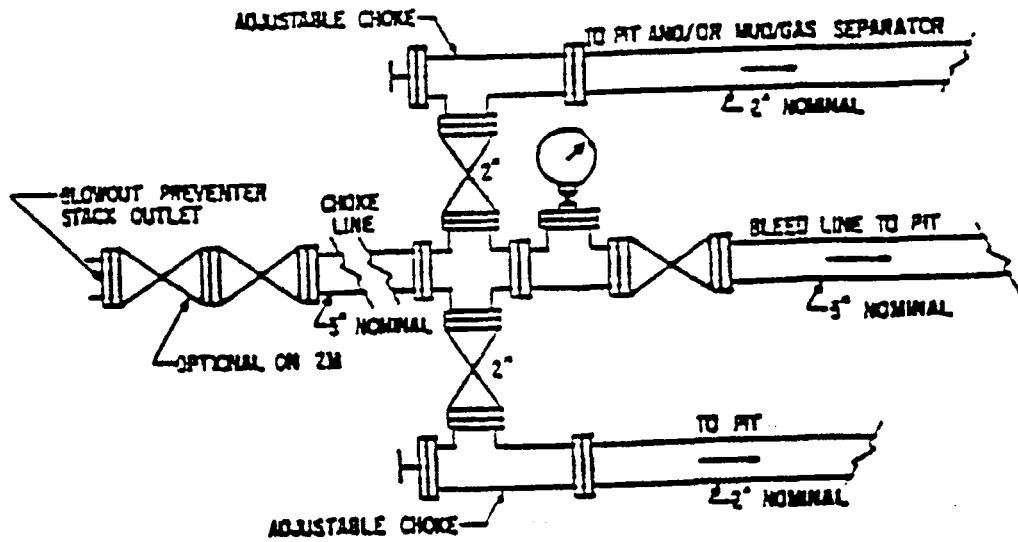 ADJUSTABLE CHOKE
TO PIT AND/OR MUD/GAS SEPARATOR
2" NOMINAL
2"
BLOWOUT PREVENTER
STACK OUTLET
CHOKE
LINE
BLEED LINE TO PIT
3" NOMINAL
3" NOMINAL
OPTIONAL ON 2M
2"
TO PIT
2" NOMINAL
ADJUSTABLE CHOKE